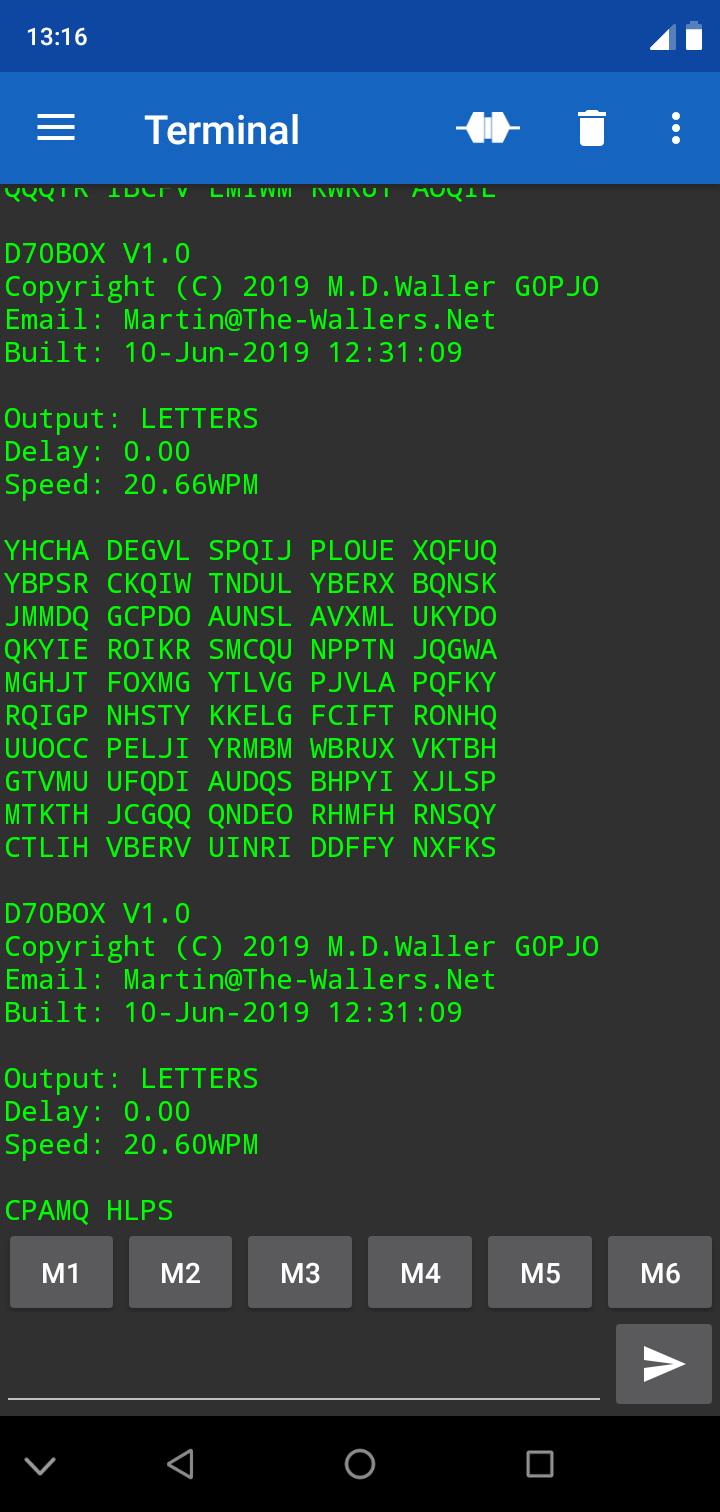 13:16
Terminal
QQQYR IBCFV LMIWM KWKUT AOQIL
D70BOX V1.0
Copyright (C) 2019 M.D.Waller G0PJO
Email: Martin@The-Wallers.Net
Built: 10-Jun-2019 12:31:09
Output: LETTERS
Delay: 0.00
Speed: 20.66WPM
YHCHA DEGVL SPQIJ PLOUE XQFUQ
YBPSR CKQIW TNDUL YBERX BQNSK
JMMDQ GCPDO AUNSL AVXML UKYDO
QKYIE ROIKR SMCQU NPPTN JQGWA
MGHJT FOXMG YTLVG PJVLA PQFKY
RQIGP NHSTY KKELG FCIFT RONHQ
UUOCC PELJI YRMBM WBRUX VKTBH
GTVMU UFQDI AUDQS BHPYI XJLSP
MTKTH JCGQQ QNDEO RHMFH RNSQY
CTLIH VBERV UINRI DDFFY NXFKS
D70BOX V1.0
Copyright (C) 2019 M.D.Waller G0PJO
Email: Martin@The-Wallers.Net
Built: 10-Jun-2019 12:31:09
Output: LETTERS
Delay: 0.00
Speed: 20.60WPM
CPAMQ HLPS
M1 M2 M3 M4 M5 M6